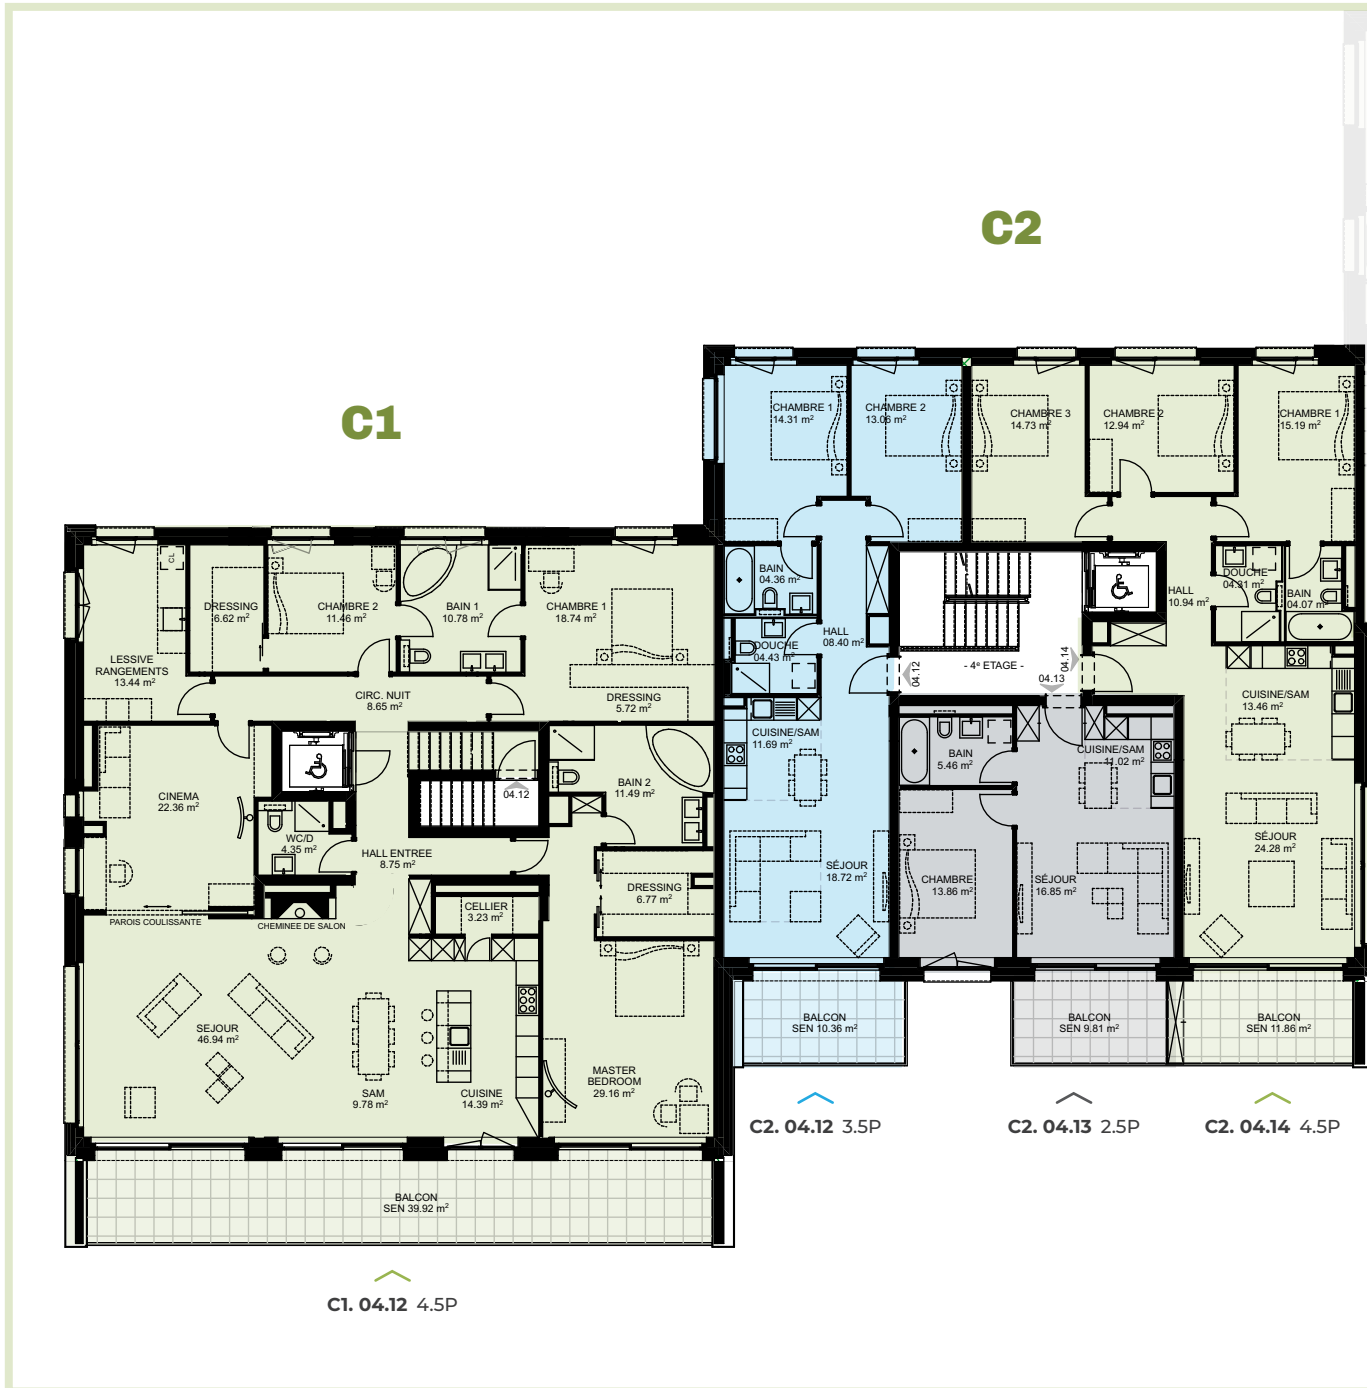 C2
C1
CHAMBRE 1
14.31 m²
CHAMBRE 2
13.06 m²
CHAMBRE 3
14.73 m²
CHAMBRE 2
12.94 m²
CHAMBRE 1
15.19 m²
BAIN
04.36 m²
DOUCHE
04.43 m²
HALL
08.40 m²
CUISINE/SAM
11.69 m²
SÉJOUR
18.72 m²
BALCON
SEN 10.36 m²
04.12
- 4ᵉ ETAGE -
04.13
04.14
HALL
10.94 m²
DOUCHE
04.31 m²
BAIN
04.07 m²
CUISINE/SAM
13.46 m²
SÉJOUR
24.28 m²
BALCON
SEN 11.86 m²
BAIN
5.46 m²
CUISINE/SAM
11.02 m²
CHAMBRE
13.86 m²
SÉJOUR
16.85 m²
BALCON
SEN 9.81 m²
C2. 04.12 3.5P
C2. 04.13 2.5P
C2. 04.14 4.5P
CL
LESSIVE
RANGEMENTS
13.44 m²
DRESSING
6.62 m²
CHAMBRE 2
11.46 m²
BAIN 1
10.78 m²
CHAMBRE 1
18.74 m²
DRESSING
5.72 m²
CIRC. NUIT
8.65 m²
CINEMA
22.36 m²
WC/D
4.35 m²
04.12
HALL ENTREE
8.75 m²
BAIN 2
11.49 m²
DRESSING
6.77 m²
CELLIER
3.23 m²
PAROIS COULISSANTE
CHEMINEE DE SALON
SEJOUR
46.94 m²
SAM
9.78 m²
CUISINE
14.39 m²
MASTER
BEDROOM
29.16 m²
BALCON
SEN 39.92 m²
C1. 04.12 4.5P